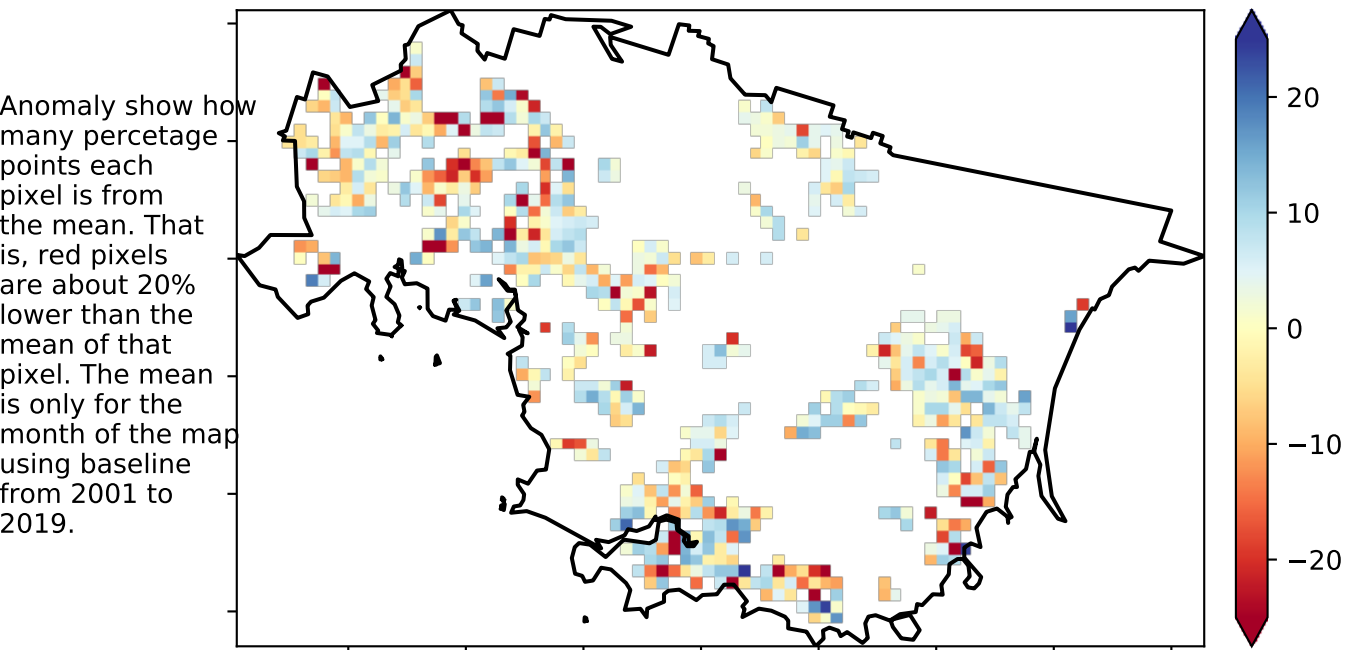 Anomaly show how
many percetage
points each
pixel is from
the mean. That
is, red pixels
are about 20%
lower than the
mean of that
pixel. The mean
is only for the
month of the map
using baseline
from 2001 to
2019.
20
10
0
−10
−20